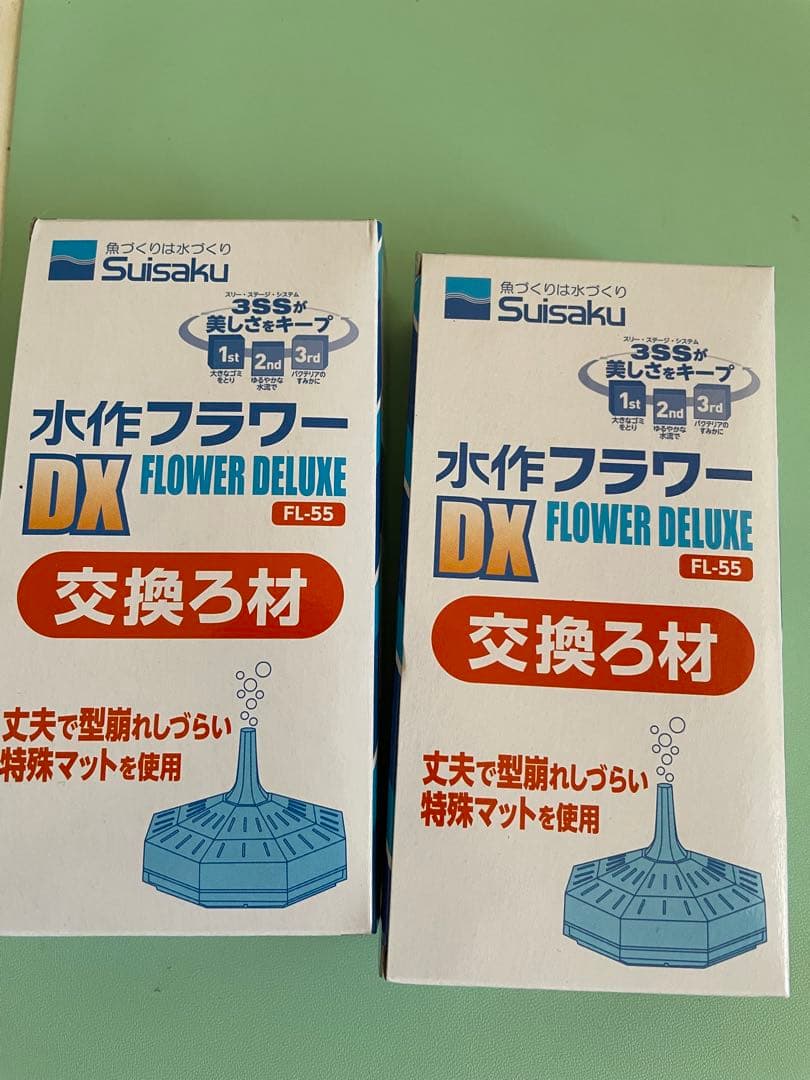 魚づくりは水づくり
Suisaku
スリー・ステージ・システム
3SSが
美しさをキープ
1st 2nd 3rd
大きなゴミをとり
ゆるやかな水流で
バクテリアのすみかに
水作フラワー
DX FLOWER DELUXE
FL-55
交換ろ材
丈夫で型崩れしづらい
特殊マットを使用
魚づくりは水づくり
Suisaku
スリー・ステージ・システム
3SSが
美しさをキープ
1st 2nd 3rd
大きなゴミをとり
ゆるやかな水流で
バクテリアのすみかに
水作フラワー
DX FLOWER DELUXE
FL-55
交換ろ材
丈夫で型崩れしづらい
特殊マットを使用